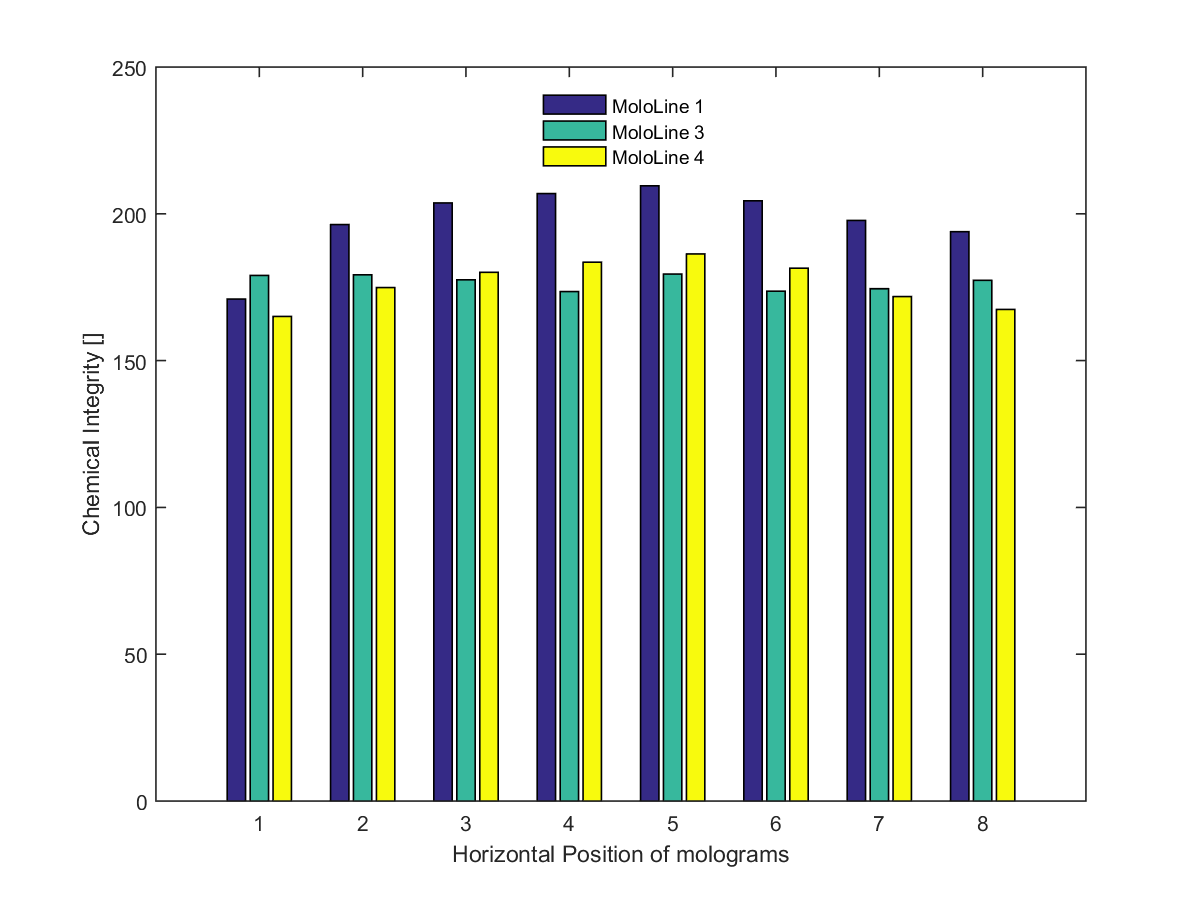 250
200
150
100
50
0
Chemical Integrity []
MoloLine 1
MoloLine 3
MoloLine 4
1 2 3 4 5 6 7 8
Horizontal Position of molograms